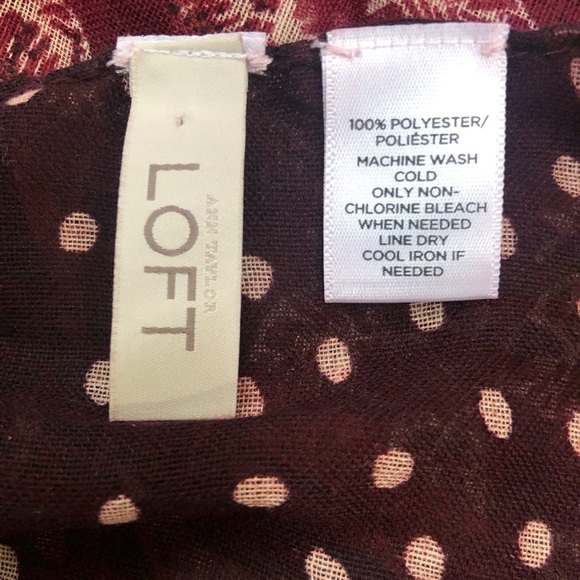 ANN TAYLOR
LOFT
100% POLYESTER/
POLIÉSTER
MACHINE WASH
COLD
ONLY NON-
CHLORINE BLEACH
WHEN NEEDED
LINE DRY
COOL IRON IF
NEEDED